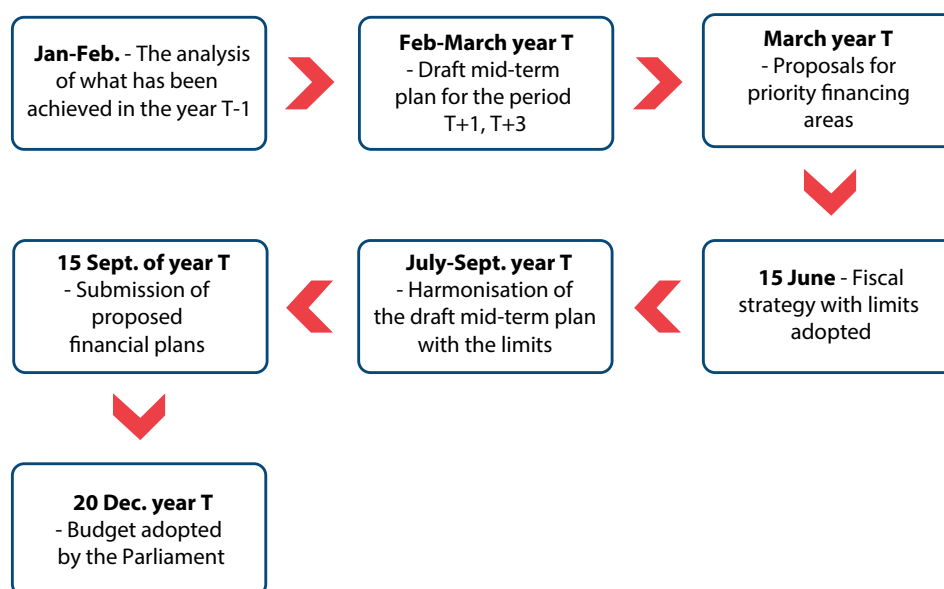 Jan-Feb. - The analysis
of what has been
achieved in the year T-1
Feb-March year T
- Draft mid-term
plan for the period
T+1, T+3
March year T
- Proposals for
priority financing
areas
15 June - Fiscal
strategy with limits
adopted
July-Sept. year T
- Harmonisation of
the draft mid-term plan
with the limits
15 Sept. of year T
- Submission of
proposed
financial plans
20 Dec. year T
- Budget adopted
by the Parliament